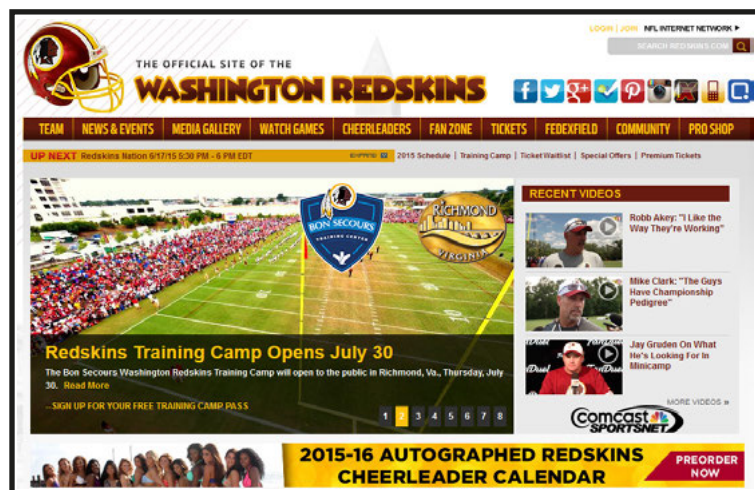 LOGIN | JOIN NFL INTERNET NETWORK
SEARCH REDSKINS.COM
THE OFFICIAL SITE OF THE
WASHINGTON REDSKINS
TEAM NEWS & EVENTS MEDIA GALLERY WATCH GAMES CHEERLEADERS FAN ZONE TICKETS FEDEXFIELD COMMUNITY PRO SHOP
UP NEXT Redskins Nation 6/17/15 5:30 PM - 6 PM EDT EXPAND 2015 Schedule | Training Camp | Ticket Waitlist | Special Offers | Premium Tickets
BON SECOURS
TRAINING CENTER
RICHMOND
VIRGINIA
Redskins Training Camp Opens July 30
The Bon Secours Washington Redskins Training Camp will open to the public in Richmond, Va., Thursday, July
30. Read More
--SIGN UP FOR YOUR FREE TRAINING CAMP PASS
1 2 3 4 5 6 7 8
RECENT VIDEOS
Robb Akey: "I Like the
Way They're Working"
Mike Clark: "The Guys
Have Championship
Pedigree"
Jay Gruden On What
He's Looking For In
Minicamp
MORE VIDEOS »
Comcast
SPORTSNET
2015-16 AUTOGRAPHED REDSKINS
CHEERLEADER CALENDAR
PREORDER
NOW